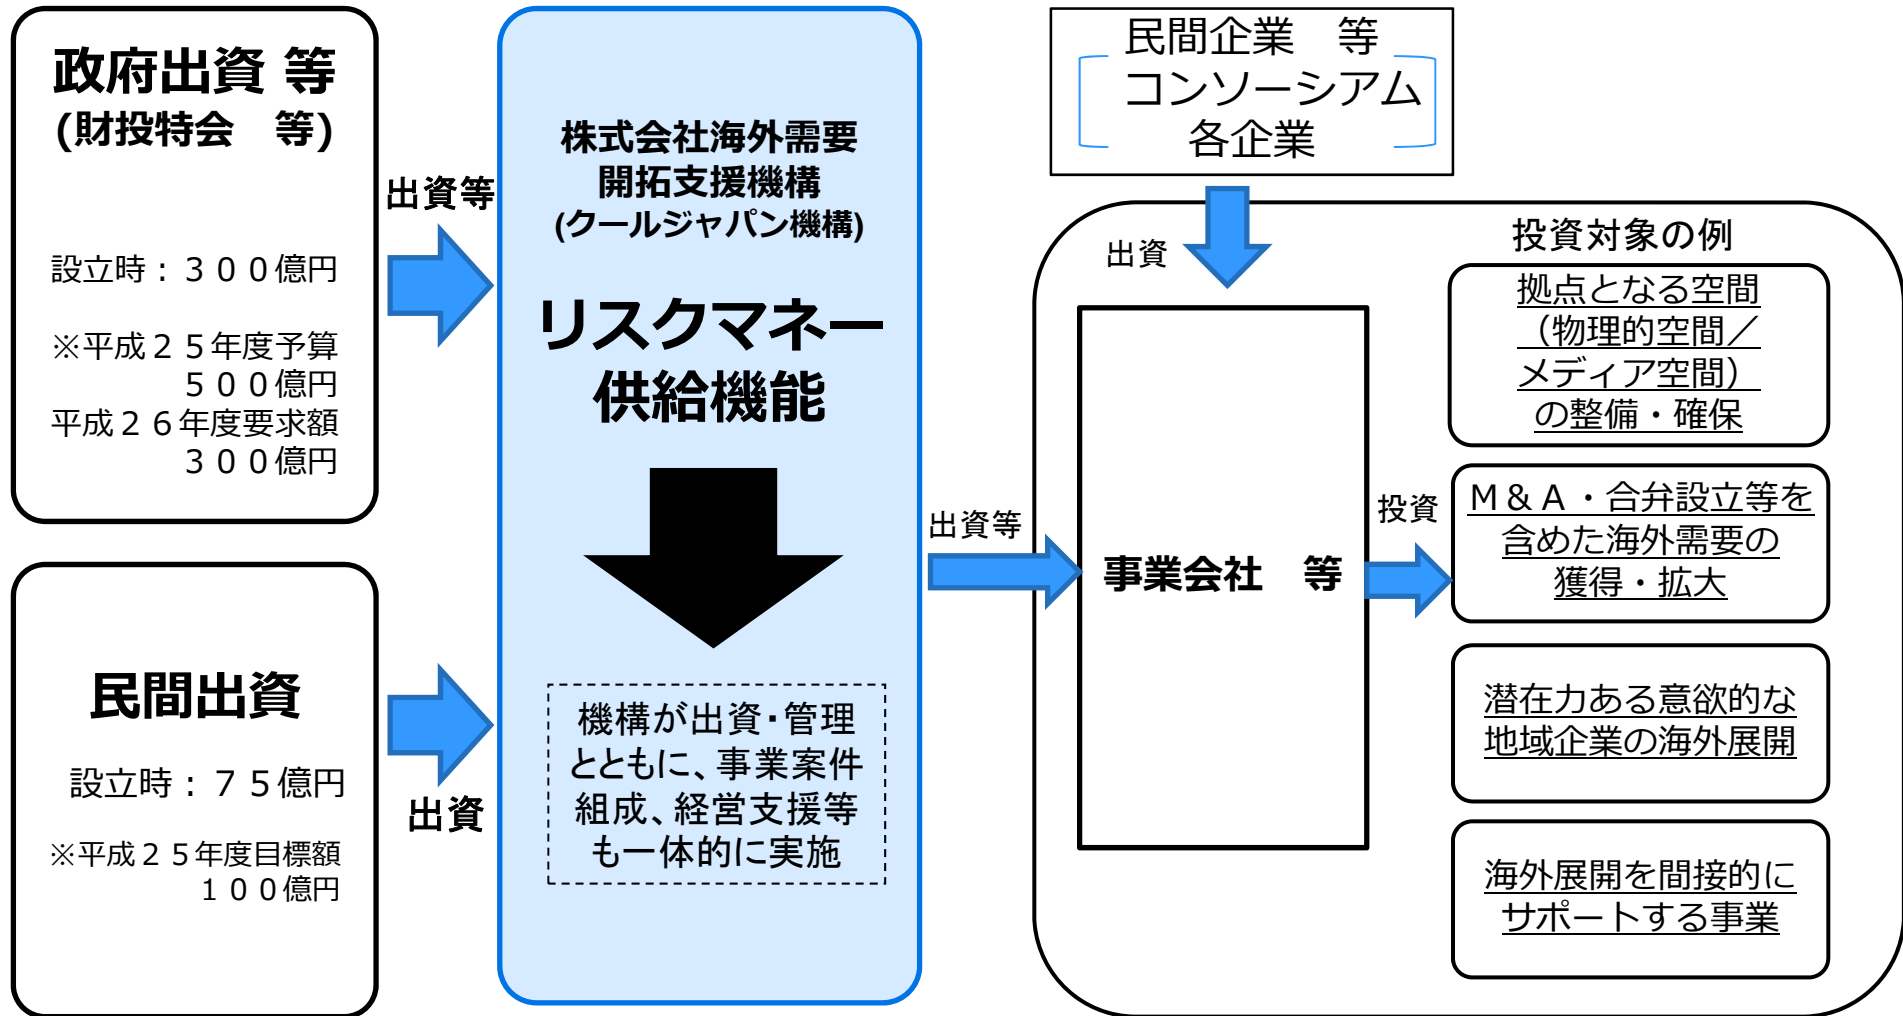 政府出資 等
(財投特会　等)
設立時：３００億円
※平成２５年度予算
５００億円
平成２６年度要求額
３００億円
出資等
民間出資
設立時：７５億円
※平成２５年度目標額
１００億円
出資
株式会社海外需要
開拓支援機構
(クールジャパン機構)
リスクマネー
供給機能
機構が出資・管理
とともに、事業案件
組成、経営支援等
も一体的に実施
出資等
民間企業　等
コンソーシアム
各企業
出資
事業会社　等
投資
投資対象の例
拠点となる空間
（物理的空間／
メディア空間）
の整備・確保
Ｍ＆Ａ・合弁設立等を
含めた海外需要の
獲得・拡大
潜在力ある意欲的な
地域企業の海外展開
海外展開を間接的に
サポートする事業